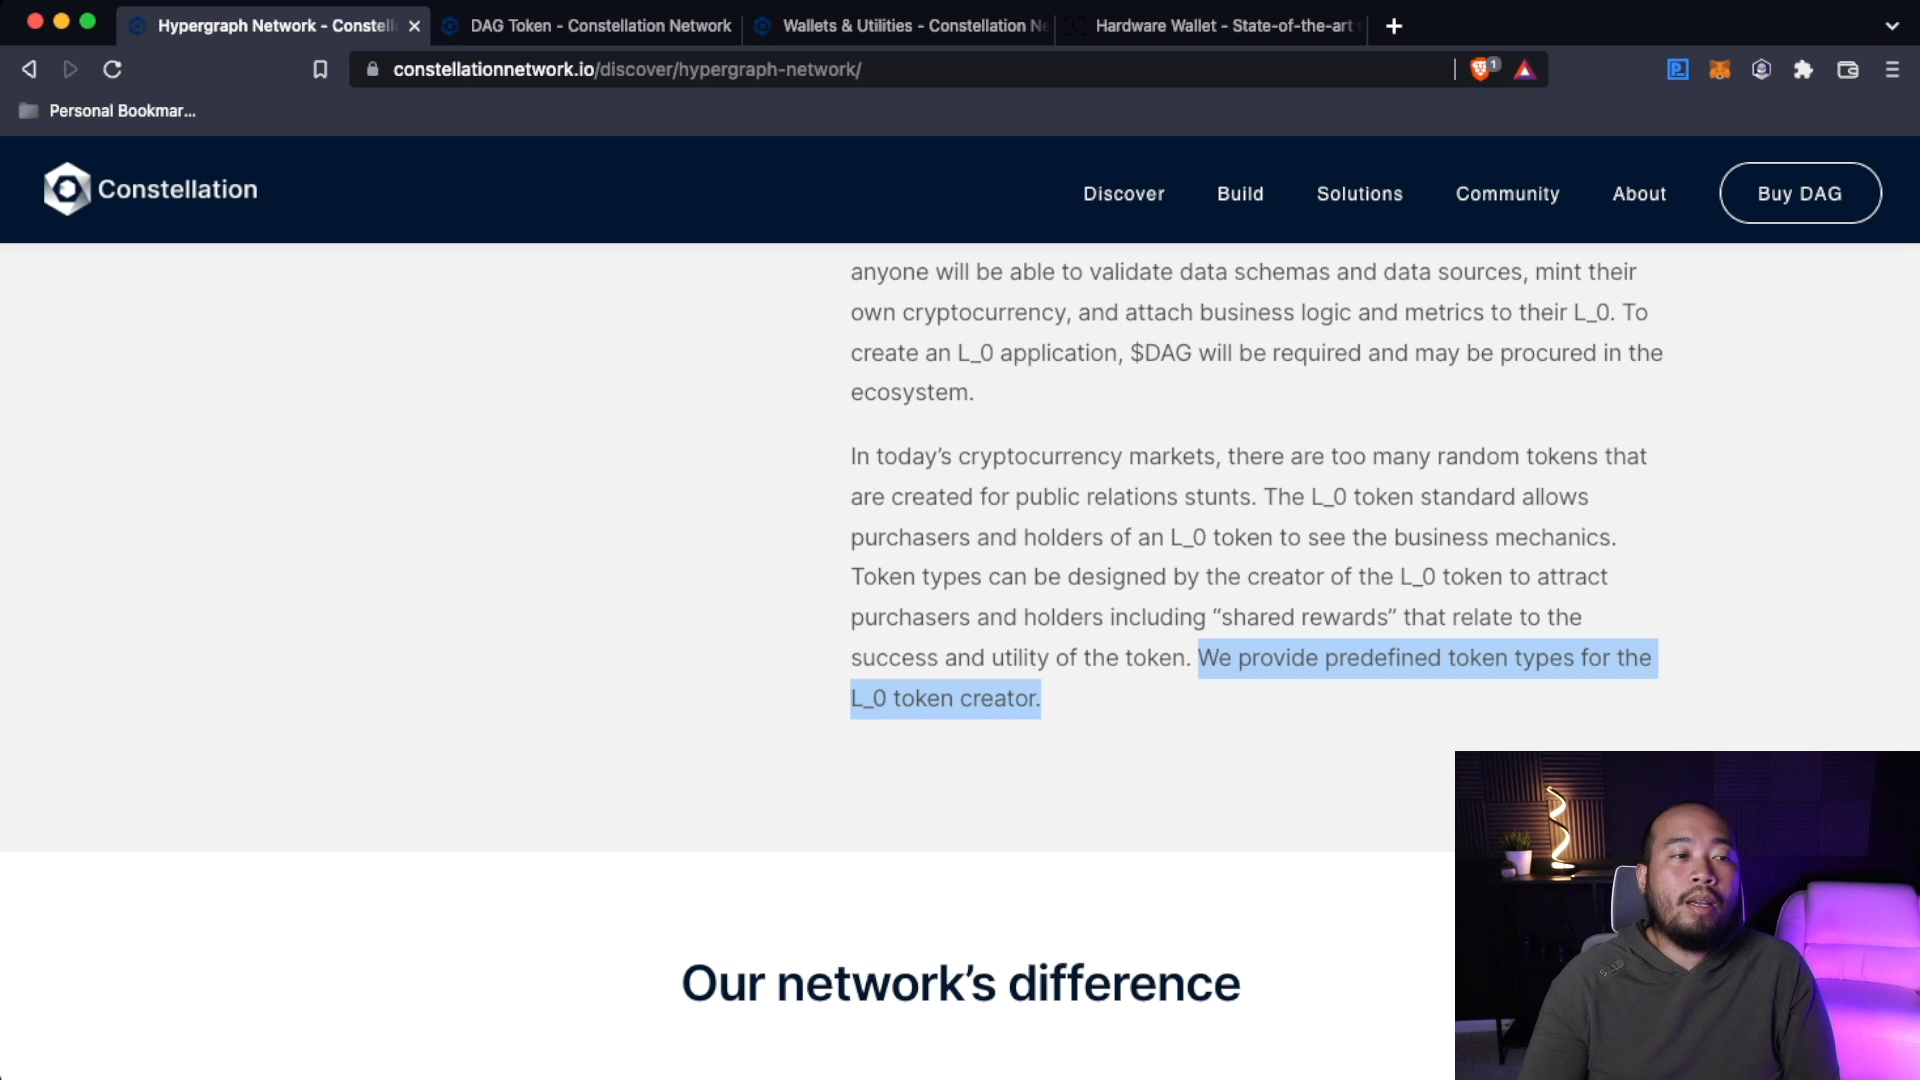 Hypergraph Network - Constell
DAG Token - Constellation Network
Wallets & Utilities - Constellation Ne
Hardware Wallet - State-of-the-art
constellationnetwork.io/discover/hypergraph-network/
1
Personal Bookmar...
Constellation
Discover
Build
Solutions
Community
About
Buy DAG
anyone will be able to validate data schemas and data sources, mint their
own cryptocurrency, and attach business logic and metrics to their L_0. To
create an L_0 application, $DAG will be required and may be procured in the
ecosystem.
In today’s cryptocurrency markets, there are too many random tokens that
are created for public relations stunts. The L_0 token standard allows
purchasers and holders of an L_0 token to see the business mechanics.
Token types can be designed by the creator of the L_0 token to attract
purchasers and holders including “shared rewards” that relate to the
success and utility of the token. We provide predefined token types for the
L_0 token creator.
Our network’s difference